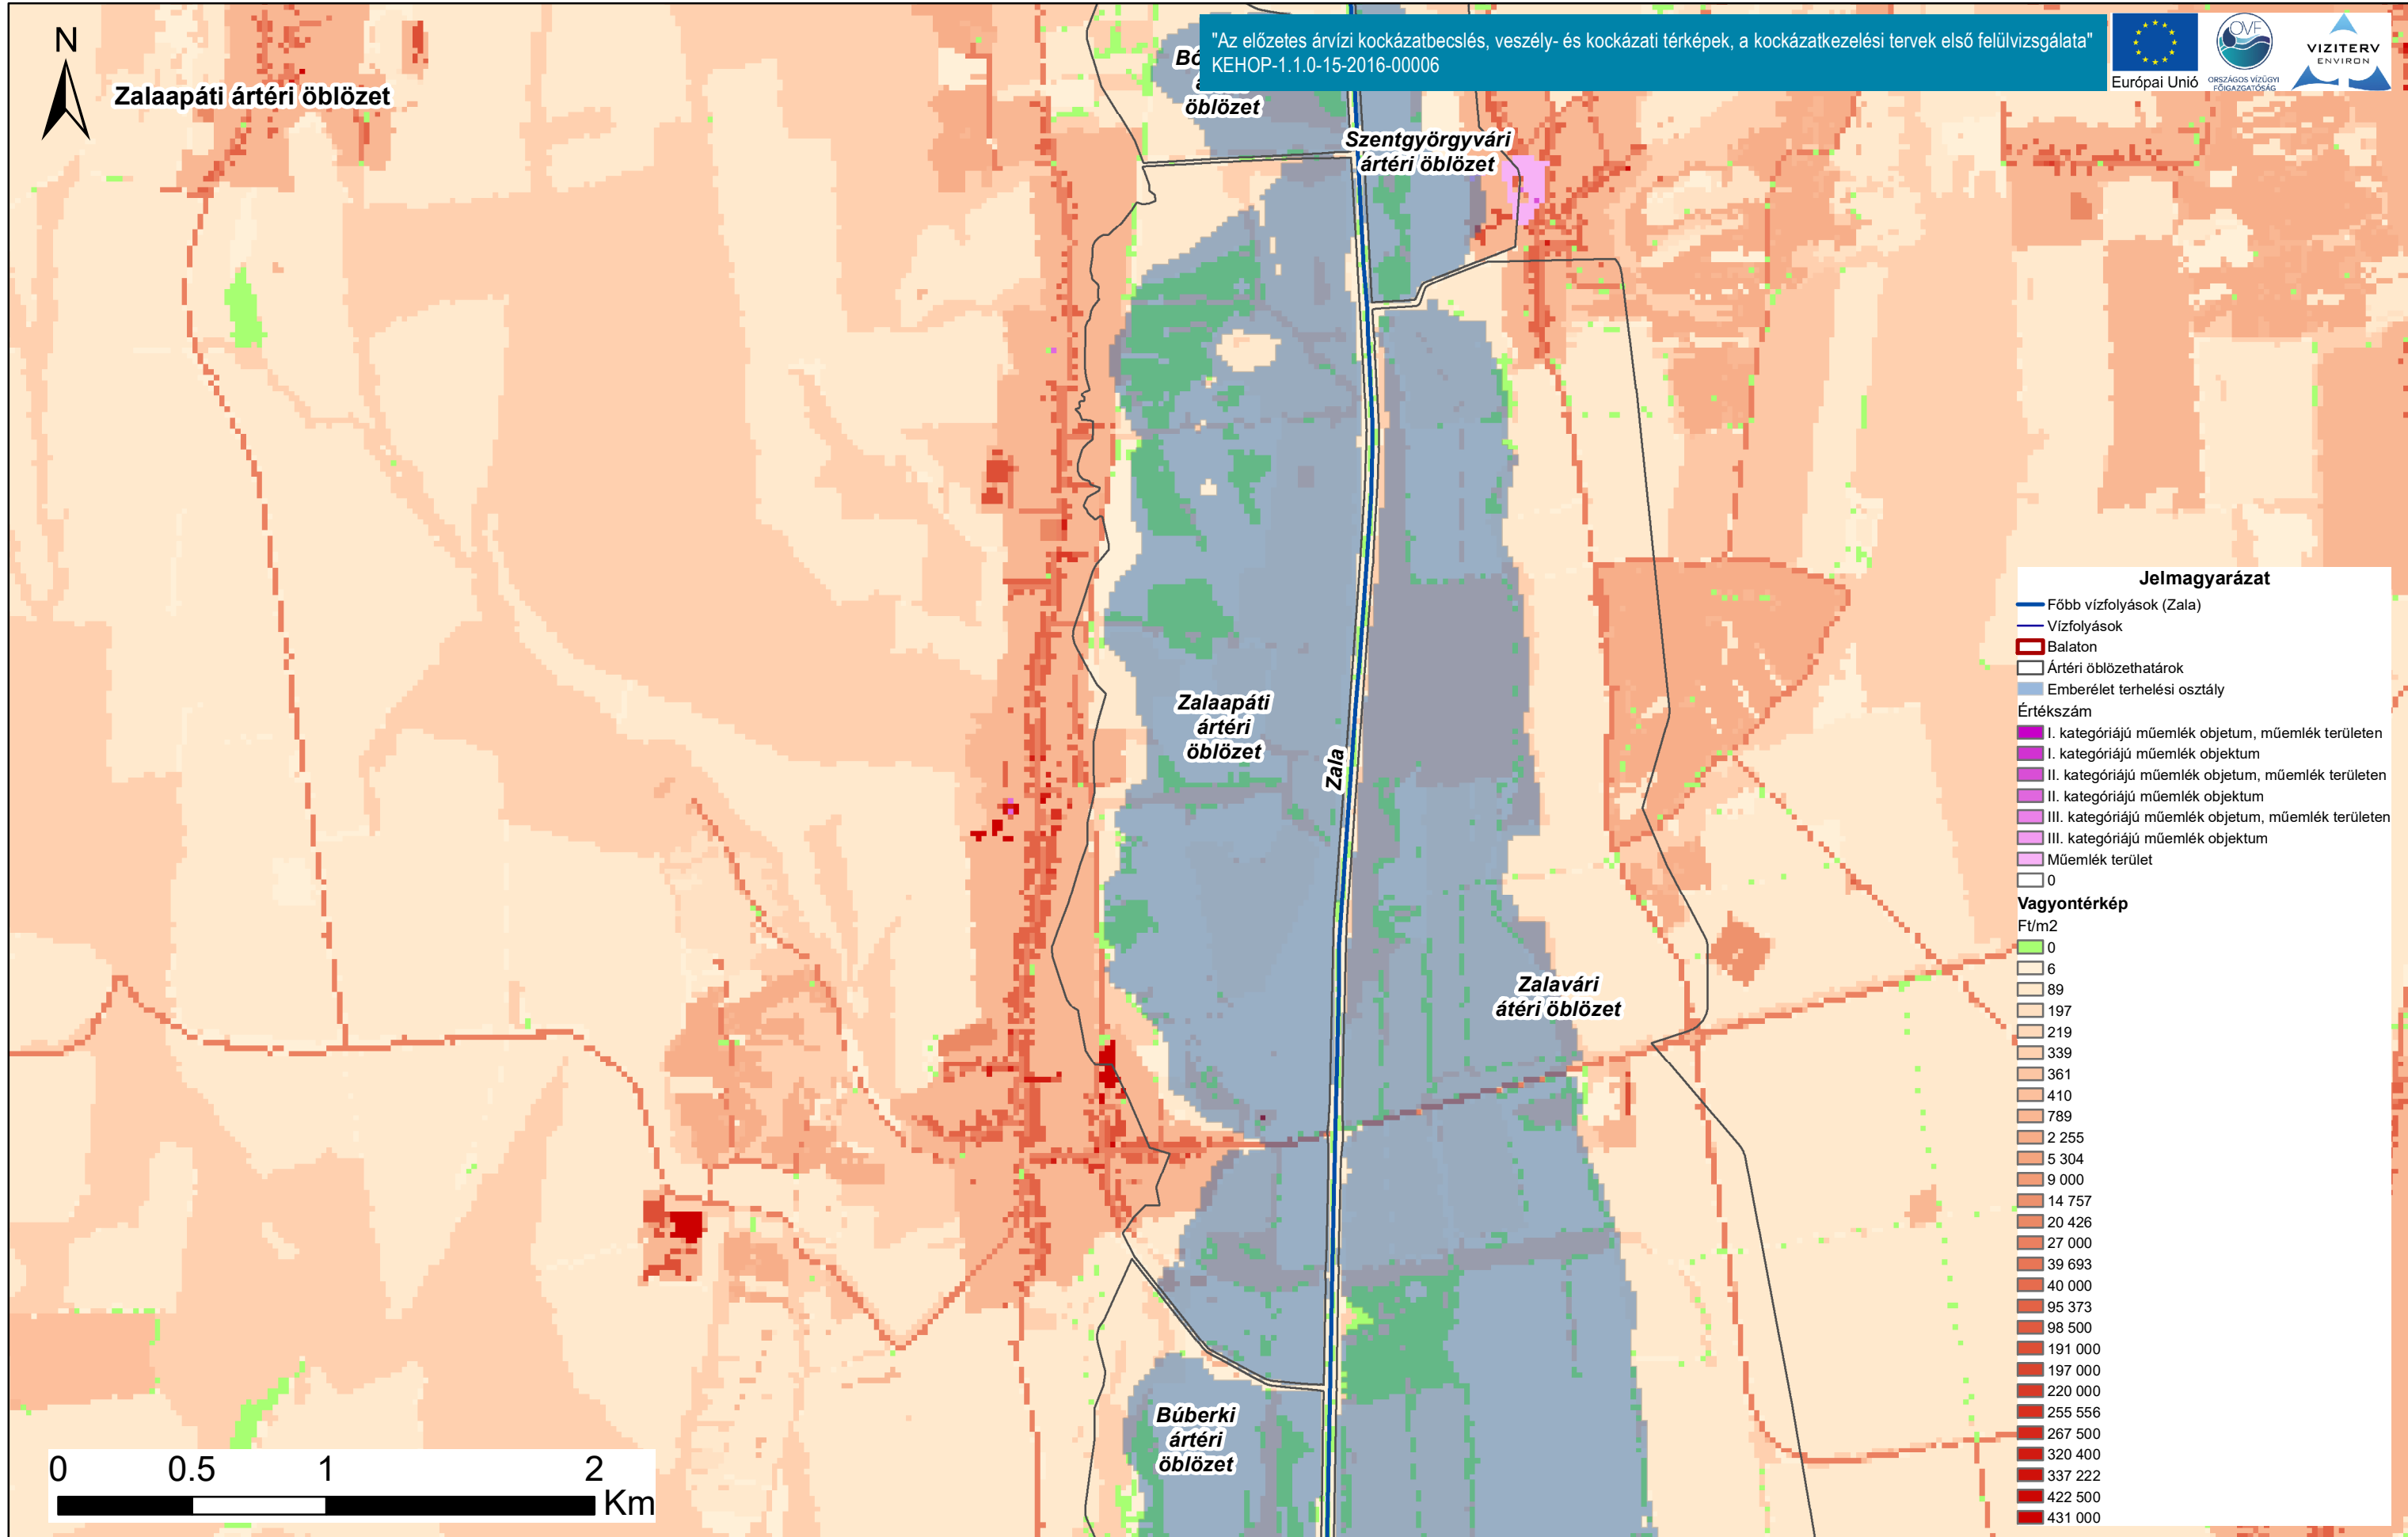 "Az előzetes árvízi kockázatbecslés, veszély- és kockázati térképek, a kockázatkezelési tervek első felülvizsgálata"
KEHOP-1.1.0-15-2016-00006
Európai Unió
OVF
ORSZÁGOS VÍZÜGYI
FŐIGAZGATÓSÁG
VIZITERV
ENVIRON
N
Zalaapáti ártéri öblözet
öblözet
Szentgyörgyvári
ártéri öblözet
Zalaapáti
ártéri
öblözet
Zala
Zalavári
átéri öblözet
Búberki
ártéri
öblözet
Jelmagyarázat
Főbb vízfolyások (Zala)
Vízfolyások
Balaton
Ártéri öblözethatárok
Emberélet terhelési osztály
Értékszám
I. kategóriájú műemlék objetum, műemlék területen
I. kategóriájú műemlék objektum
II. kategóriájú műemlék objetum, műemlék területen
II. kategóriájú műemlék objektum
III. kategóriájú műemlék objetum, műemlék területen
III. kategóriájú műemlék objektum
Műemlék terület
0
Vagyontérkép
Ft/m2
0
6
89
197
219
339
361
410
789
2 255
5 304
9 000
14 757
20 426
27 000
39 693
40 000
95 373
98 500
191 000
197 000
220 000
255 556
267 500
320 400
337 222
422 500
431 000
0 0.5 1 2
Km